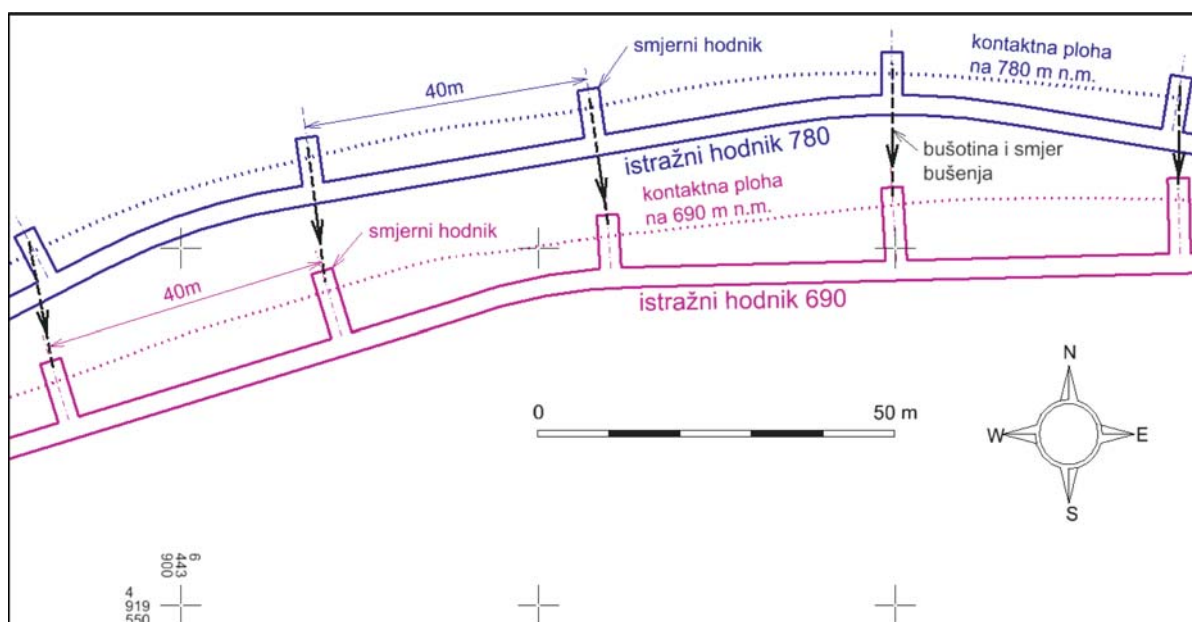 smjerni hodnik
kontaktna ploha
na 780 m n.m.
40m
istražni hodnik 780
bušotina i smjer
bušenja
kontaktna ploha
na 690 m n.m.
smjerni hodnik
40m
istražni hodnik 690
N
W
E
S
0
50 m
6
443
900
4
919
550